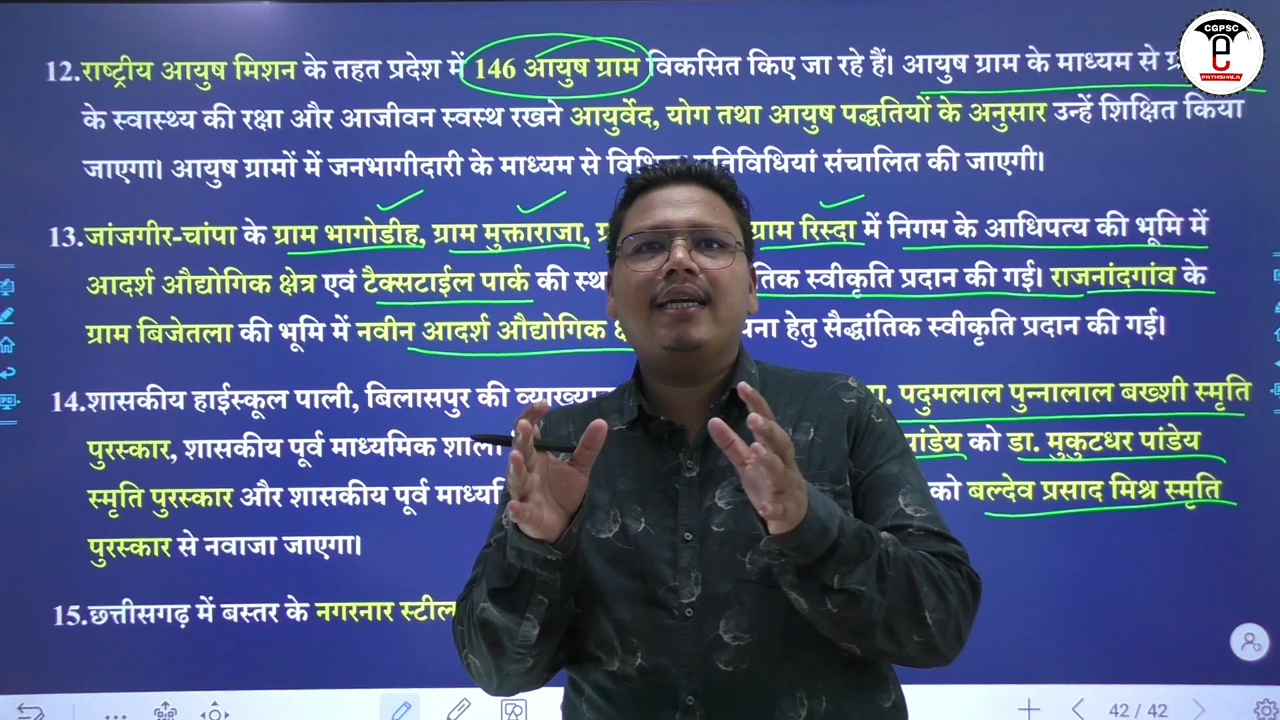 CGPSC
e
PATHSHALA
12.राष्ट्रीय आयुष मिशन के तहत प्रदेश में 146 आयुष ग्राम विकसित किए जा रहे हैं। आयुष ग्राम के माध्यम से
के स्वास्थ्य की रक्षा और आजीवन स्वस्थ रखने आयुर्वेद, योग तथा आयुष पद्धतियों के अनुसार उन्हें शिक्षित किया
जाएगा। आयुष ग्रामों में जनभागीदारी के माध्यम से संचालित की जाएगी।
13.जांजगीर-चांपा के ग्राम भागोडीह, ग्राम मुक्ताराजा, ग्राम रिस्दा में निगम के आधिपत्य की भूमि में
आदर्श औद्योगिक क्षेत्र एवं टैक्सटाईल पार्क की स्वीकृति प्रदान की गई। राजनांदगांव के
ग्राम बिजेतला की भूमि में नवीन आदर्श औद्योगिक हेतु सैद्धांतिक स्वीकृति प्रदान की गई।
14.शासकीय हाईस्कूल पाली, बिलासपुर की पदुमलाल पुन्नालाल बख्शी स्मृति
पुरस्कार, शासकीय पूर्व माध्यमिक पांडेय को डा. मुकुटधर पांडेय
स्मृति पुरस्कार और शासकीय पूर्व को बल्देव प्रसाद मिश्र स्मृति
पुरस्कार से नवाजा जाएगा।
15.छत्तीसगढ़ में बस्तर के नगरनार स्टील
42 / 42